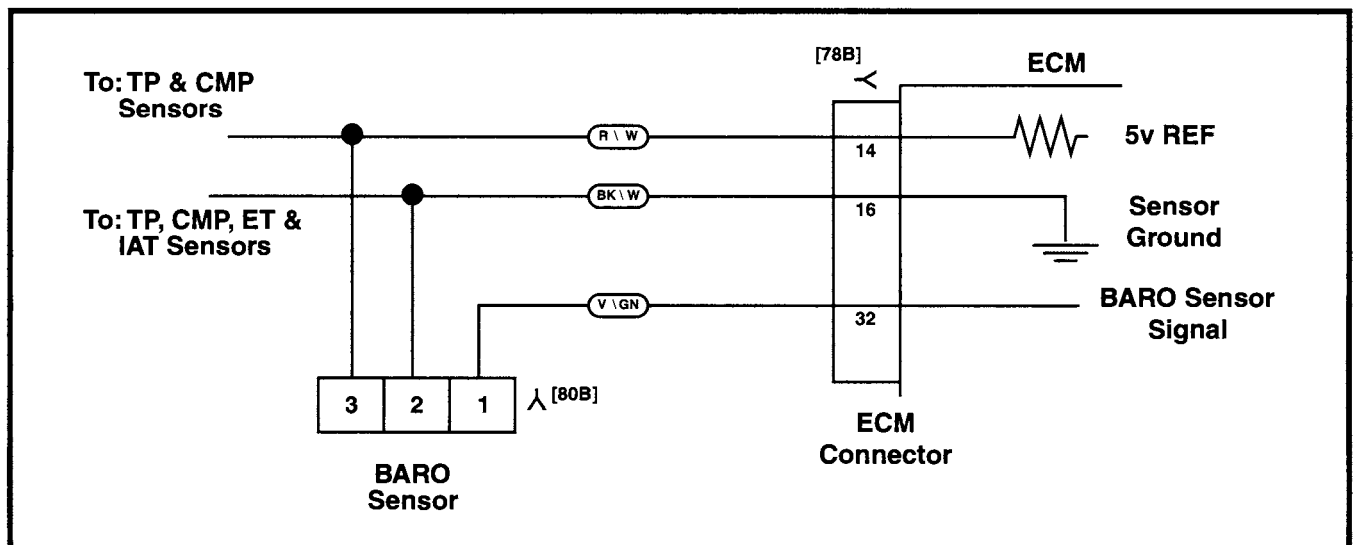 [78B]
ECM
To: TP & CMP
Sensors
R \ W
14
5v REF
BK \ W
16
Sensor
Ground
To: TP, CMP, ET &
IAT Sensors
V \ GN
32
BARO Sensor
Signal
3 2 1
[80B]
BARO
Sensor
ECM
Connector